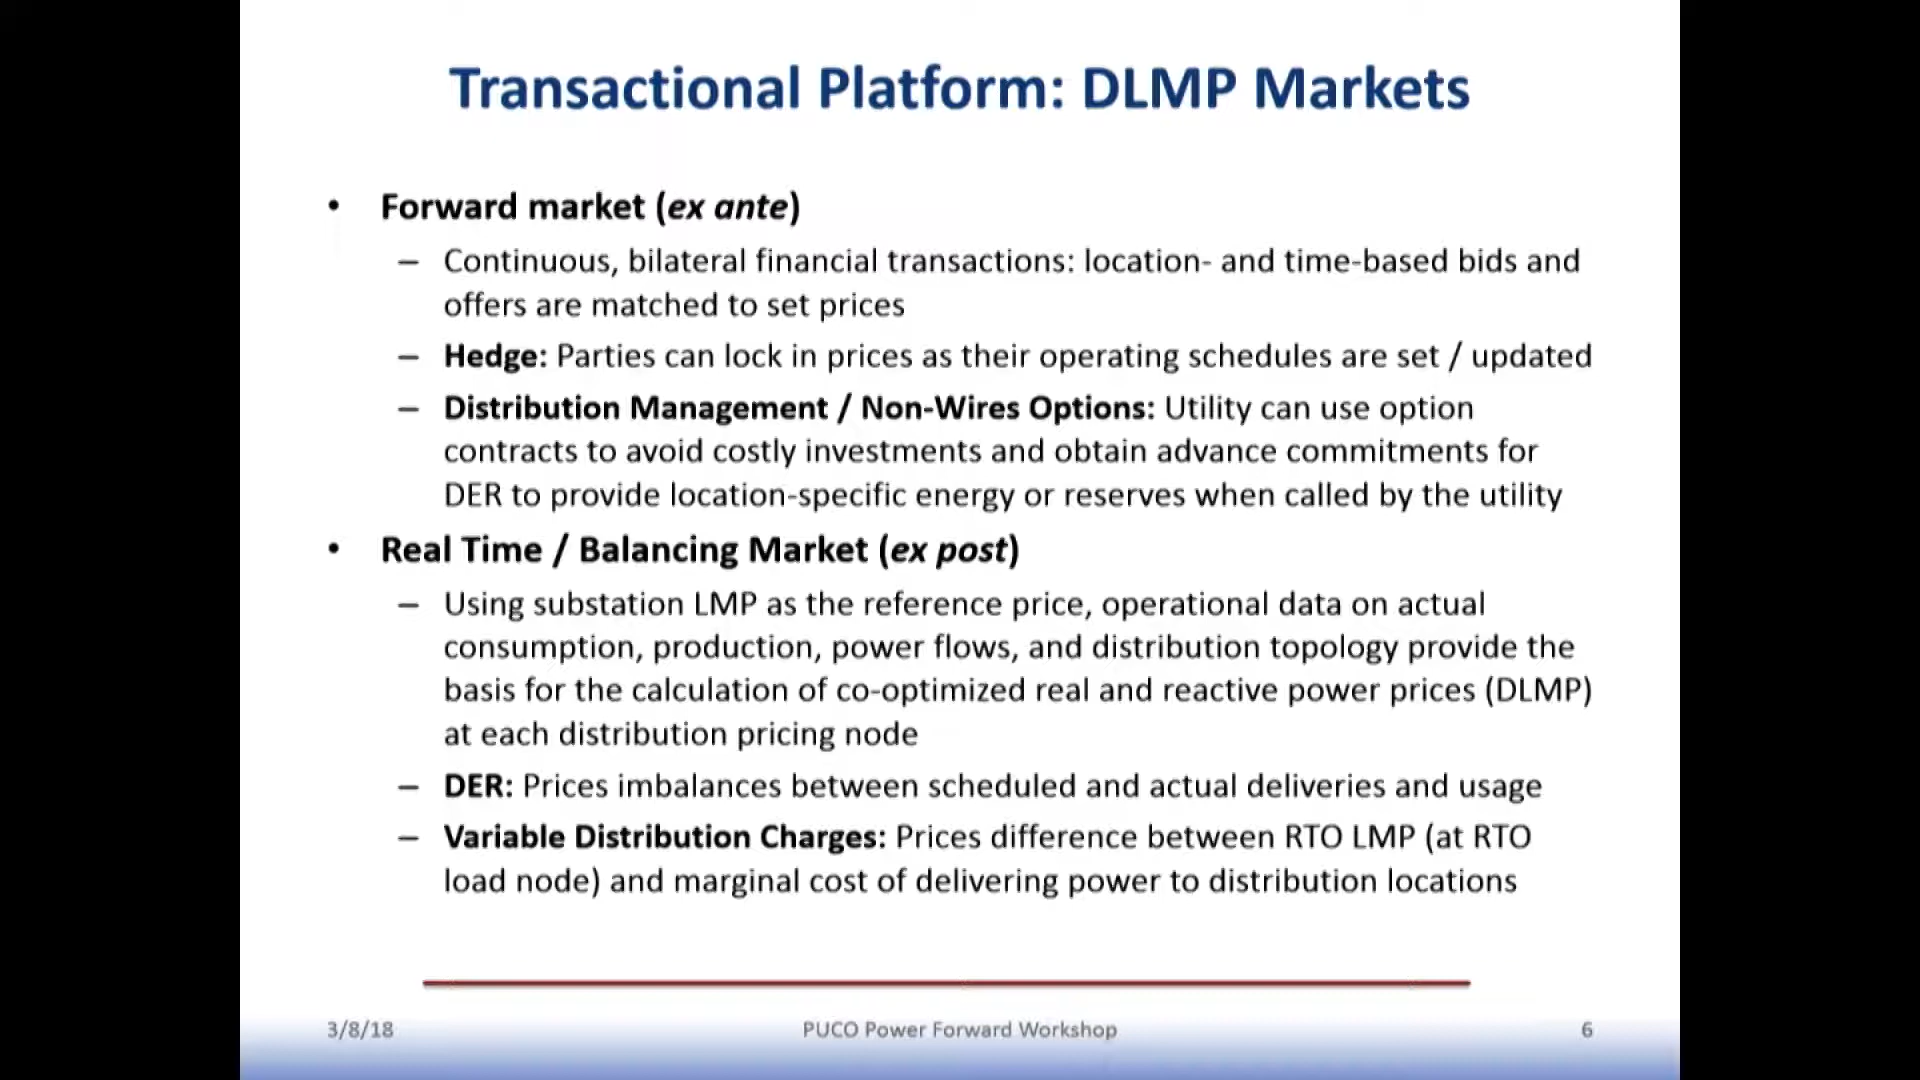 Transactional Platform: DLMP Markets
• Forward market (ex ante)
– Continuous, bilateral financial transactions: location- and time-based bids and
offers are matched to set prices
– Hedge: Parties can lock in prices as their operating schedules are set / updated
– Distribution Management / Non-Wires Options: Utility can use option
contracts to avoid costly investments and obtain advance commitments for
DER to provide location-specific energy or reserves when called by the utility
• Real Time / Balancing Market (ex post)
– Using substation LMP as the reference price, operational data on actual
consumption, production, power flows, and distribution topology provide the
basis for the calculation of co-optimized real and reactive power prices (DLMP)
at each distribution pricing node
– DER: Prices imbalances between scheduled and actual deliveries and usage
– Variable Distribution Charges: Prices difference between RTO LMP (at RTO
load node) and marginal cost of delivering power to distribution locations
3/8/18 PUCO Power Forward Workshop 6